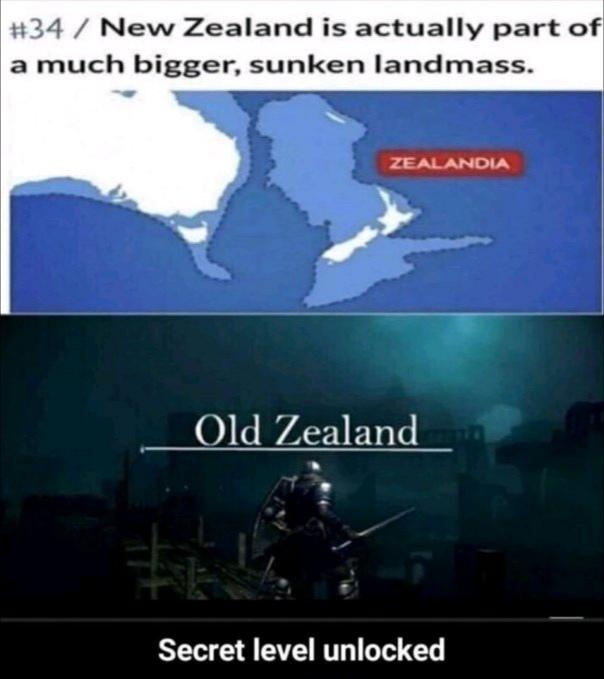 #34 / New Zealand is actually part of
a much bigger, sunken landmass.
ZEALANDIA
Old Zealand
Secret level unlocked